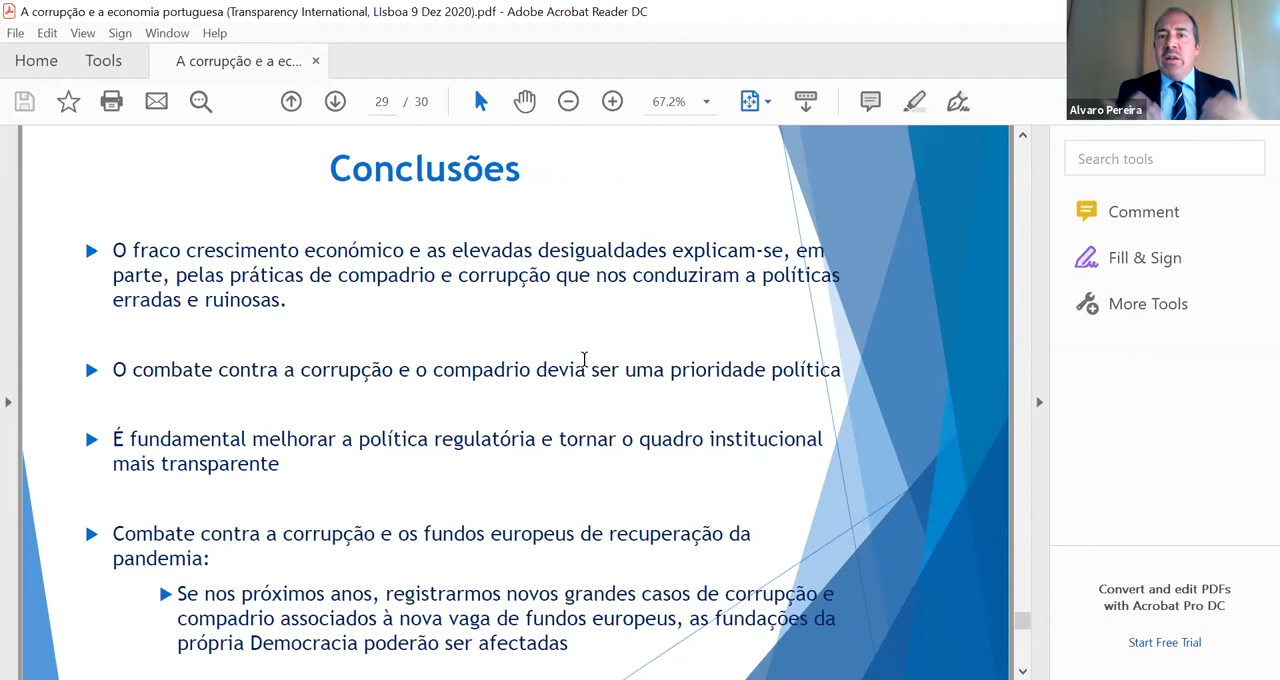 A corrupção e a economia portuguesa (Transparency International, LIsboa 9 Dez 2020).pdf - Adobe Acrobat Reader DC
File Edit View Sign Window Help
Home Tools A corrupção e a ec... ×
29 / 30 67.2%
Alvaro Pereira
Search tools
Comment
Fill & Sign
More Tools
Convert and edit PDFs
with Acrobat Pro DC
Start Free Trial
Conclusões
O fraco crescimento económico e as elevadas desigualdades explicam-se, em
parte, pelas práticas de compadrio e corrupção que nos conduziram a políticas
erradas e ruinosas.
O combate contra a corrupção e o compadrio devia ser uma prioridade política
É fundamental melhorar a política regulatória e tornar o quadro institucional
mais transparente
Combate contra a corrupção e os fundos europeus de recuperação da
pandemia:
Se nos próximos anos, registrarmos novos grandes casos de corrupção e
compadrio associados à nova vaga de fundos europeus, as fundações da
própria Democracia poderão ser afectadas